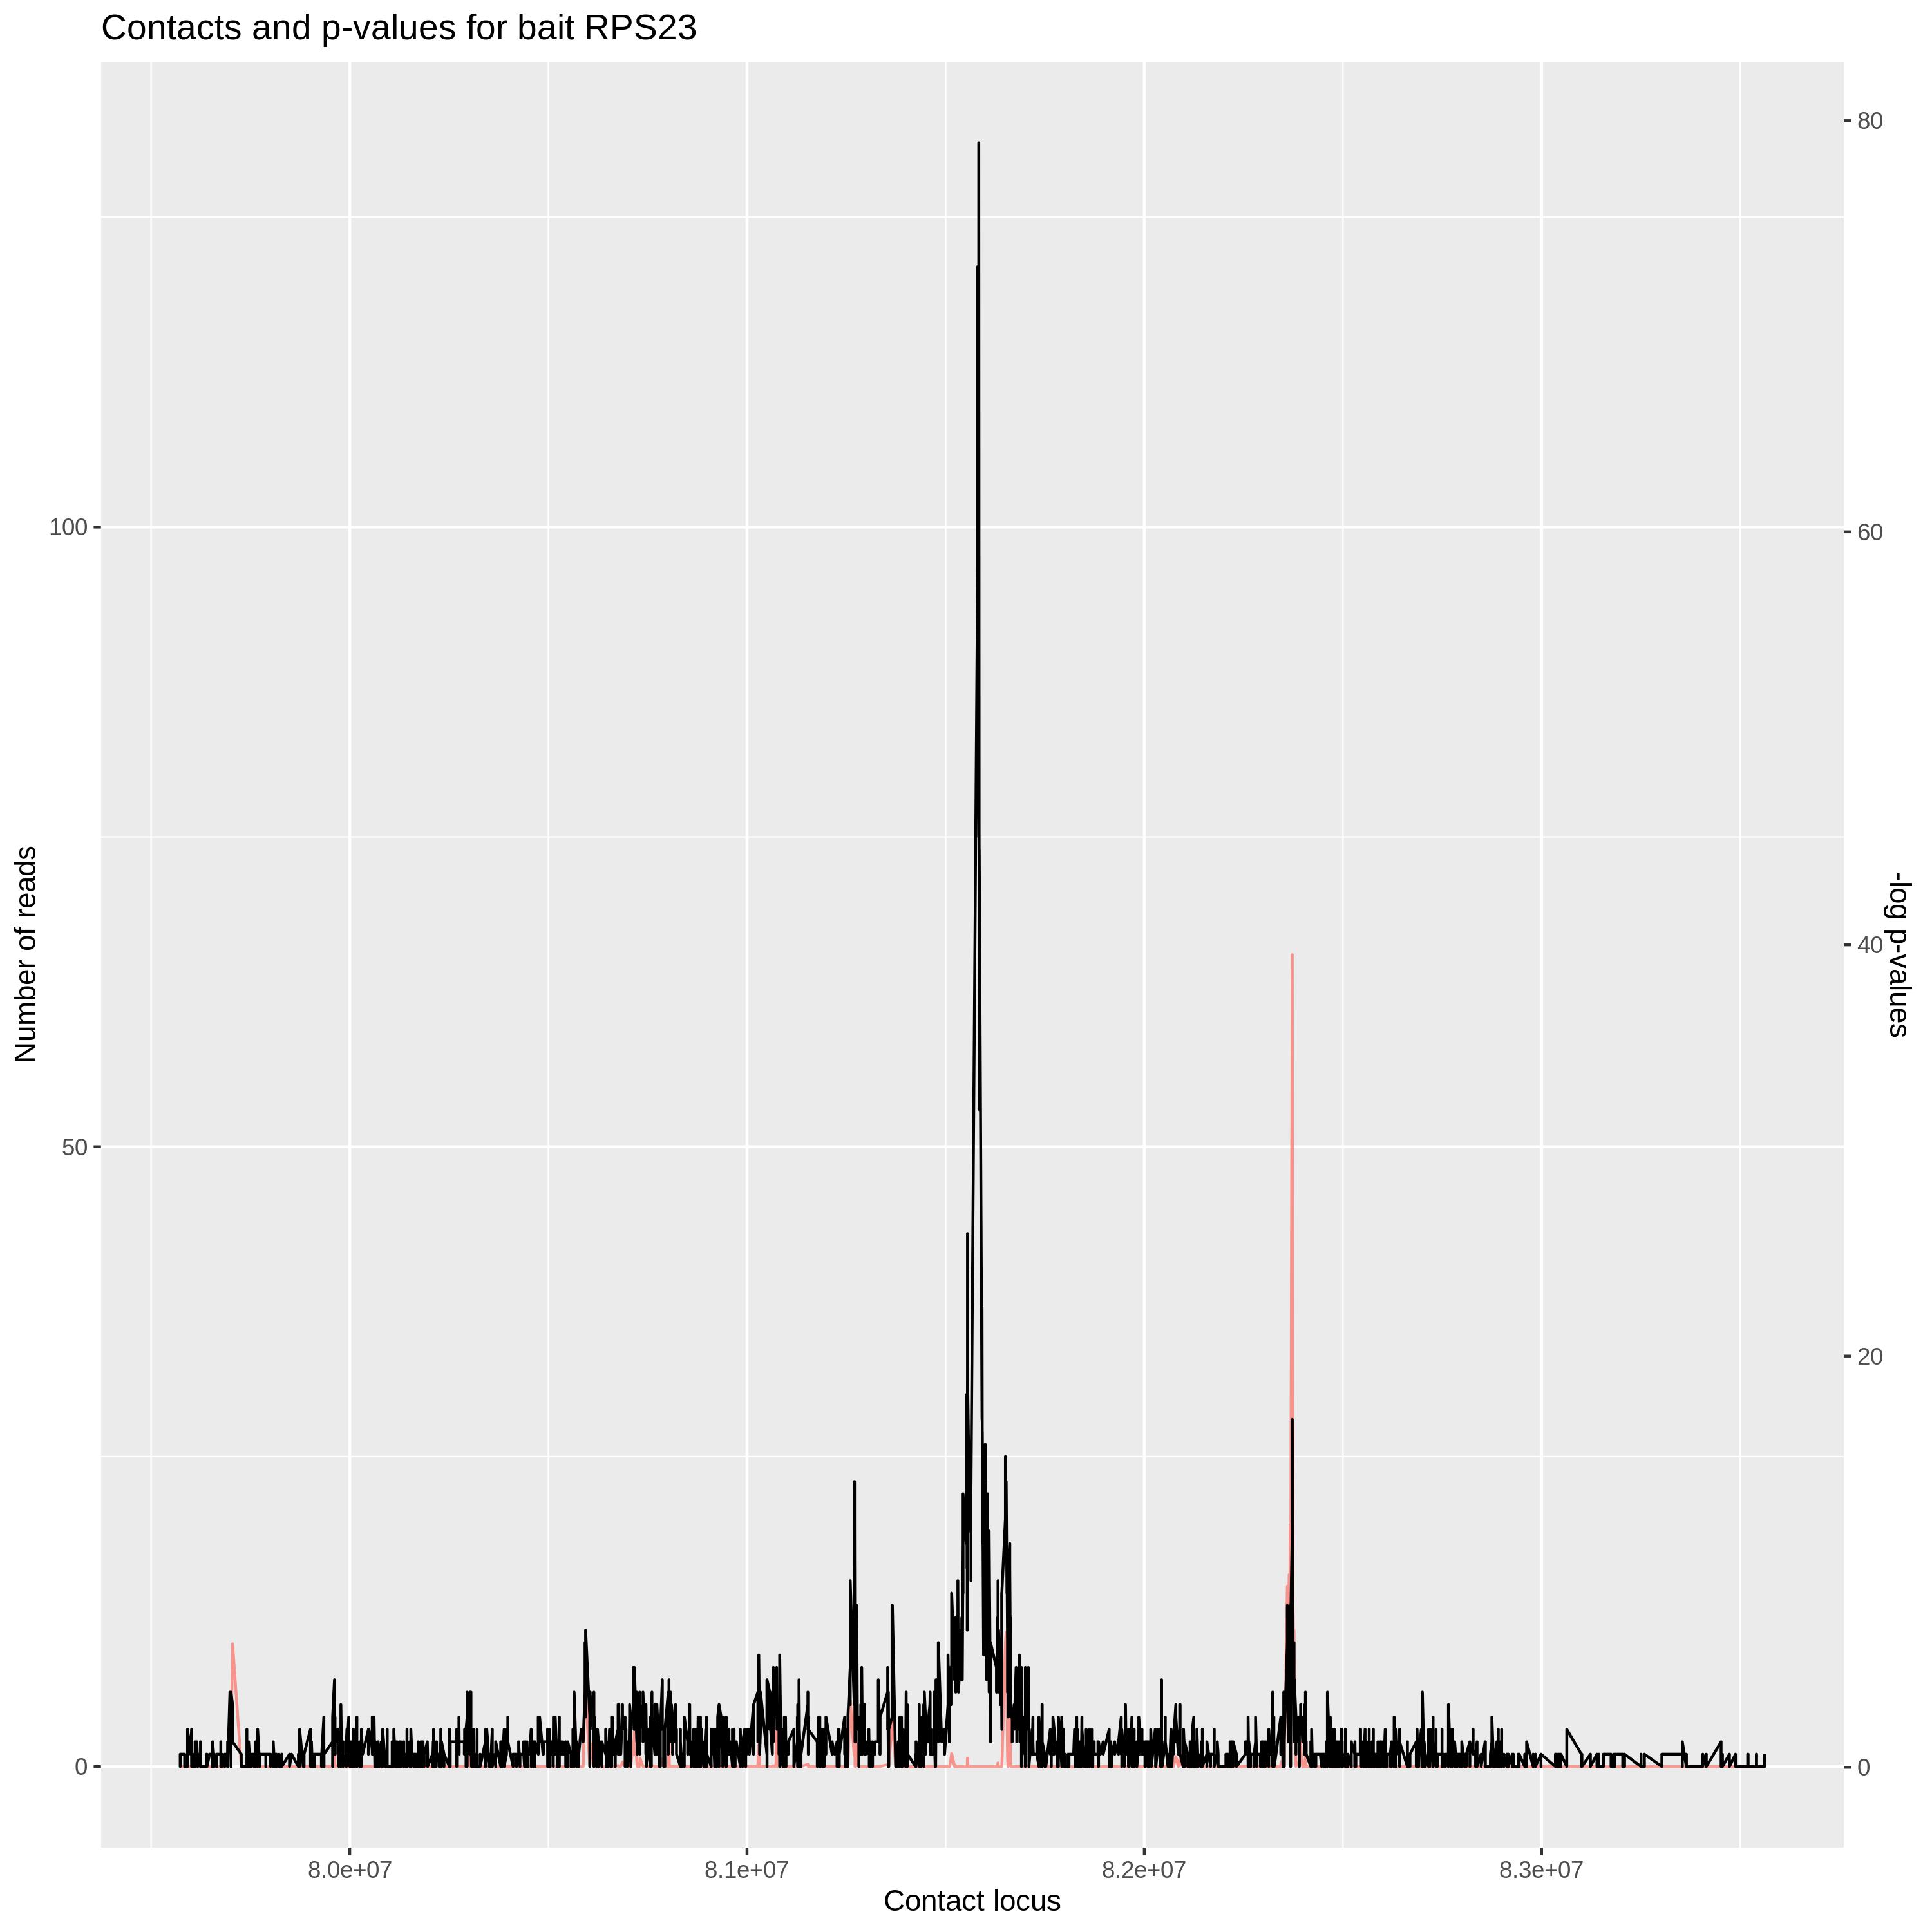 Contacts and p-values for bait RPS23
80
100
60
Number of reads
-log p-values
40
50
20
0
0
8.0e+07
8.1e+07
8.2e+07
8.3e+07
Contact locus